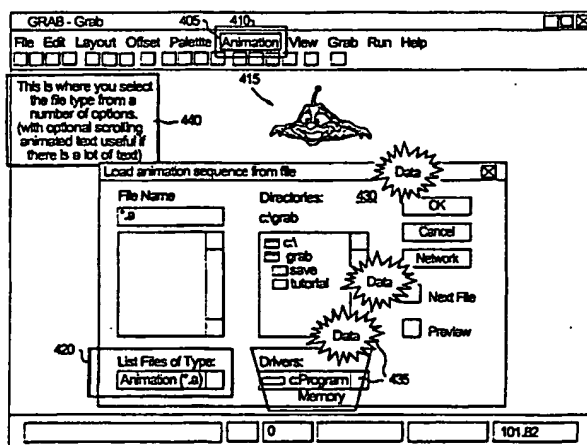 GRAB - Grab 405 410
File Edit Layout Offset Palettte Animation View Grab Run Help
This is where you select
the file type from a
number of options.
(with optional scrolling
animated text useful if
there is a lot of text)
440
415
Load animation sequence from file
Data
File Name
Directories:
430
*.a
c:\grab
OK
c:\
Cancel
grab
Network
save
tutorial
Data
Next File
Data
Preview
420
List Files of Type:
Drivers:
Animation (*.a)
c:Program
435
Memory
0
101.82